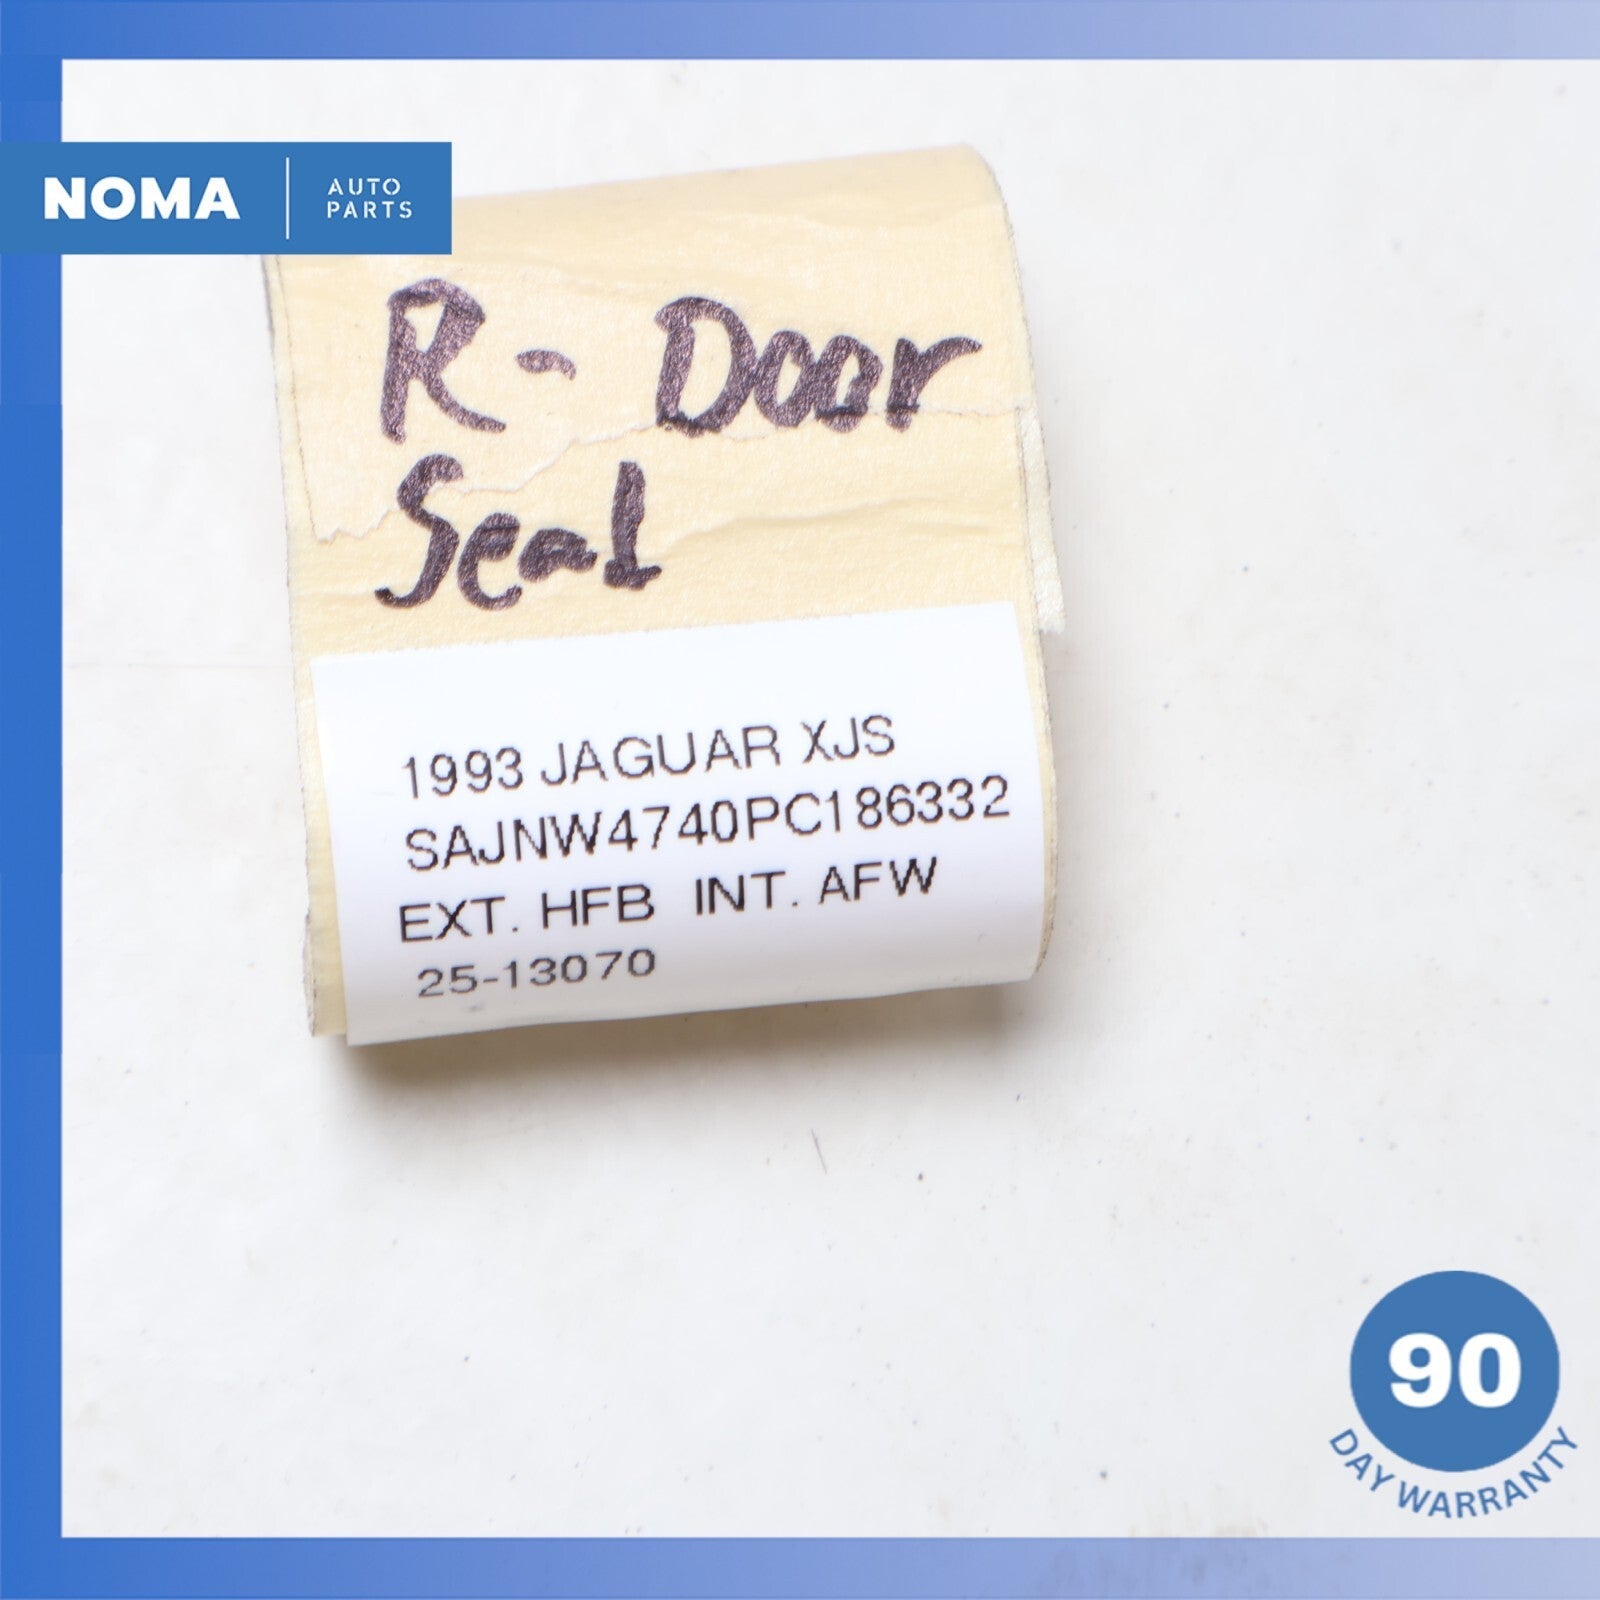 NOMA
AUTO
PARTS
R- Door
Seal
1993 JAGUAR XJS
SAJNW4740PC186332
EXT. HFB INT. AFW
25-13070
90
DAY WARRANTY